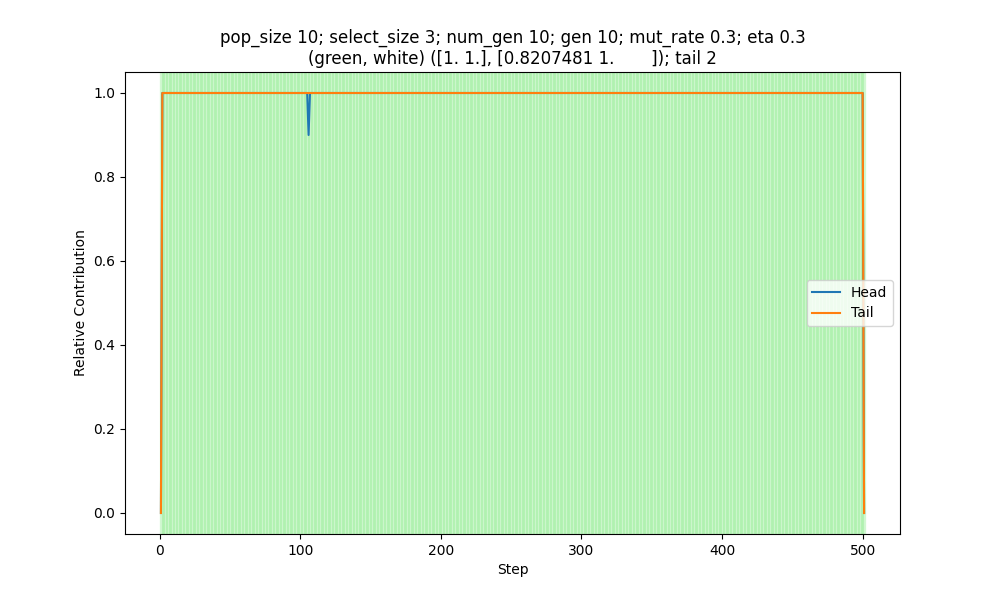 pop_size 10; select_size 3; num_gen 10; gen 10; mut_rate 0.3; eta 0.3
(green, white) ([1. 1.], [0.8207481 1.       ]); tail 2
1.0
0.8
0.6
0.4
0.2
0.0
Relative Contribution
Head
Tail
0
100
200
300
400
500
Step